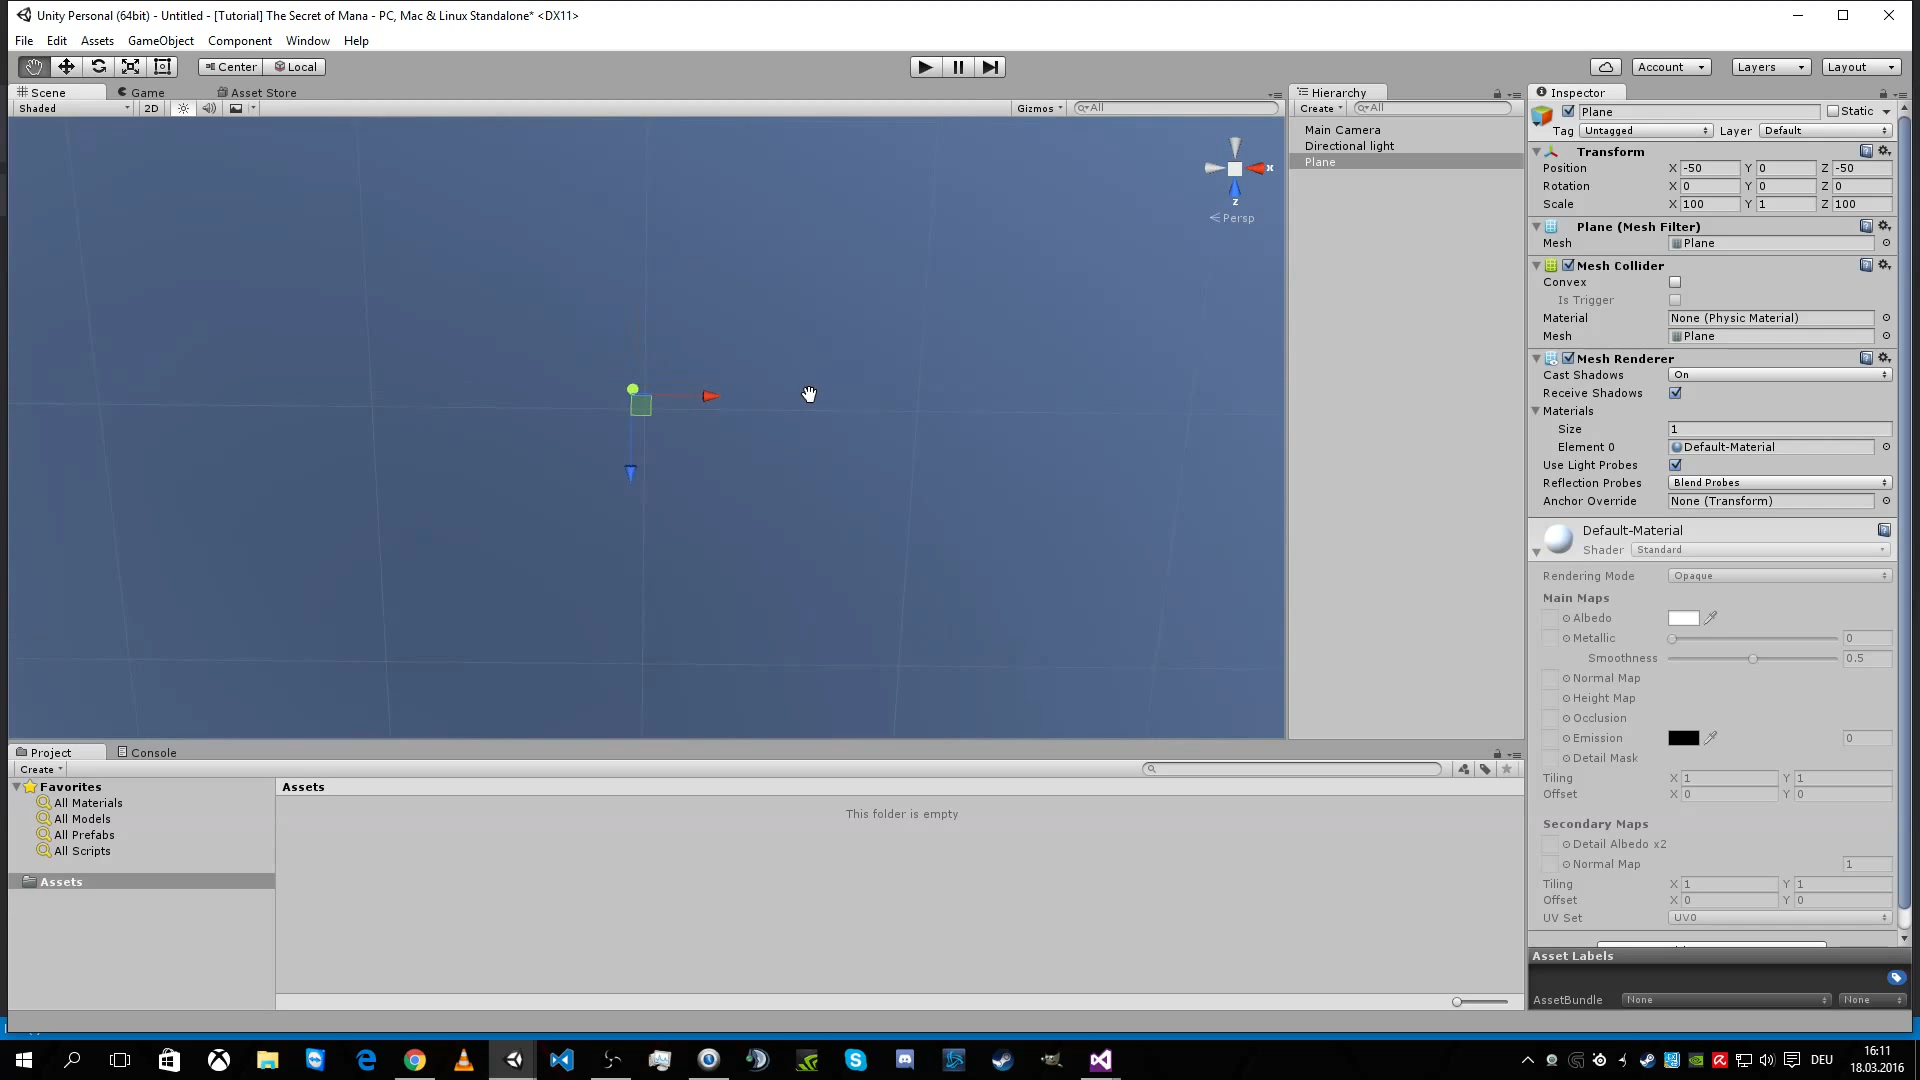 Unity Personal (64bit) - Untitled - [Tutorial] The Secret of Mana - PC, Mac & Linux Standalone* <DX11>
File Edit Assets GameObject Component Window Help
Center Local Account Layers Layout
Scene Game Asset Store
Shaded 2D Gizmos All
x
z
Persp
Hierarchy
Create All
Main Camera
Directional light
Plane
Inspector
Plane Static
Tag Untagged Layer Default
Transform
Position X -50 Y 0 Z -50
Rotation X 0 Y 0 Z 0
Scale X 100 Y 1 Z 100
Plane (Mesh Filter)
Mesh Plane
Mesh Collider
Convex
Is Trigger
Material None (Physic Material)
Mesh Plane
Mesh Renderer
Cast Shadows On
Receive Shadows
Materials
Size 1
Element 0 Default-Material
Use Light Probes
Reflection Probes Blend Probes
Anchor Override None (Transform)
Default-Material
Shader Standard
Rendering Mode Opaque
Main Maps
Albedo
Metallic 0
Smoothness 0.5
Normal Map
Height Map
Occlusion
Emission 0
Detail Mask
Tiling X 1 Y 1
Offset X 0 Y 0
Secondary Maps
Detail Albedo x2
Normal Map 1
Tiling X 1 Y 1
Offset X 0 Y 0
UV Set UV0
Asset Labels
AssetBundle None None
Project Console
Create
Favorites
All Materials
All Models
All Prefabs
All Scripts
Assets
Assets
This folder is empty
DEU 16:11
18.03.2016